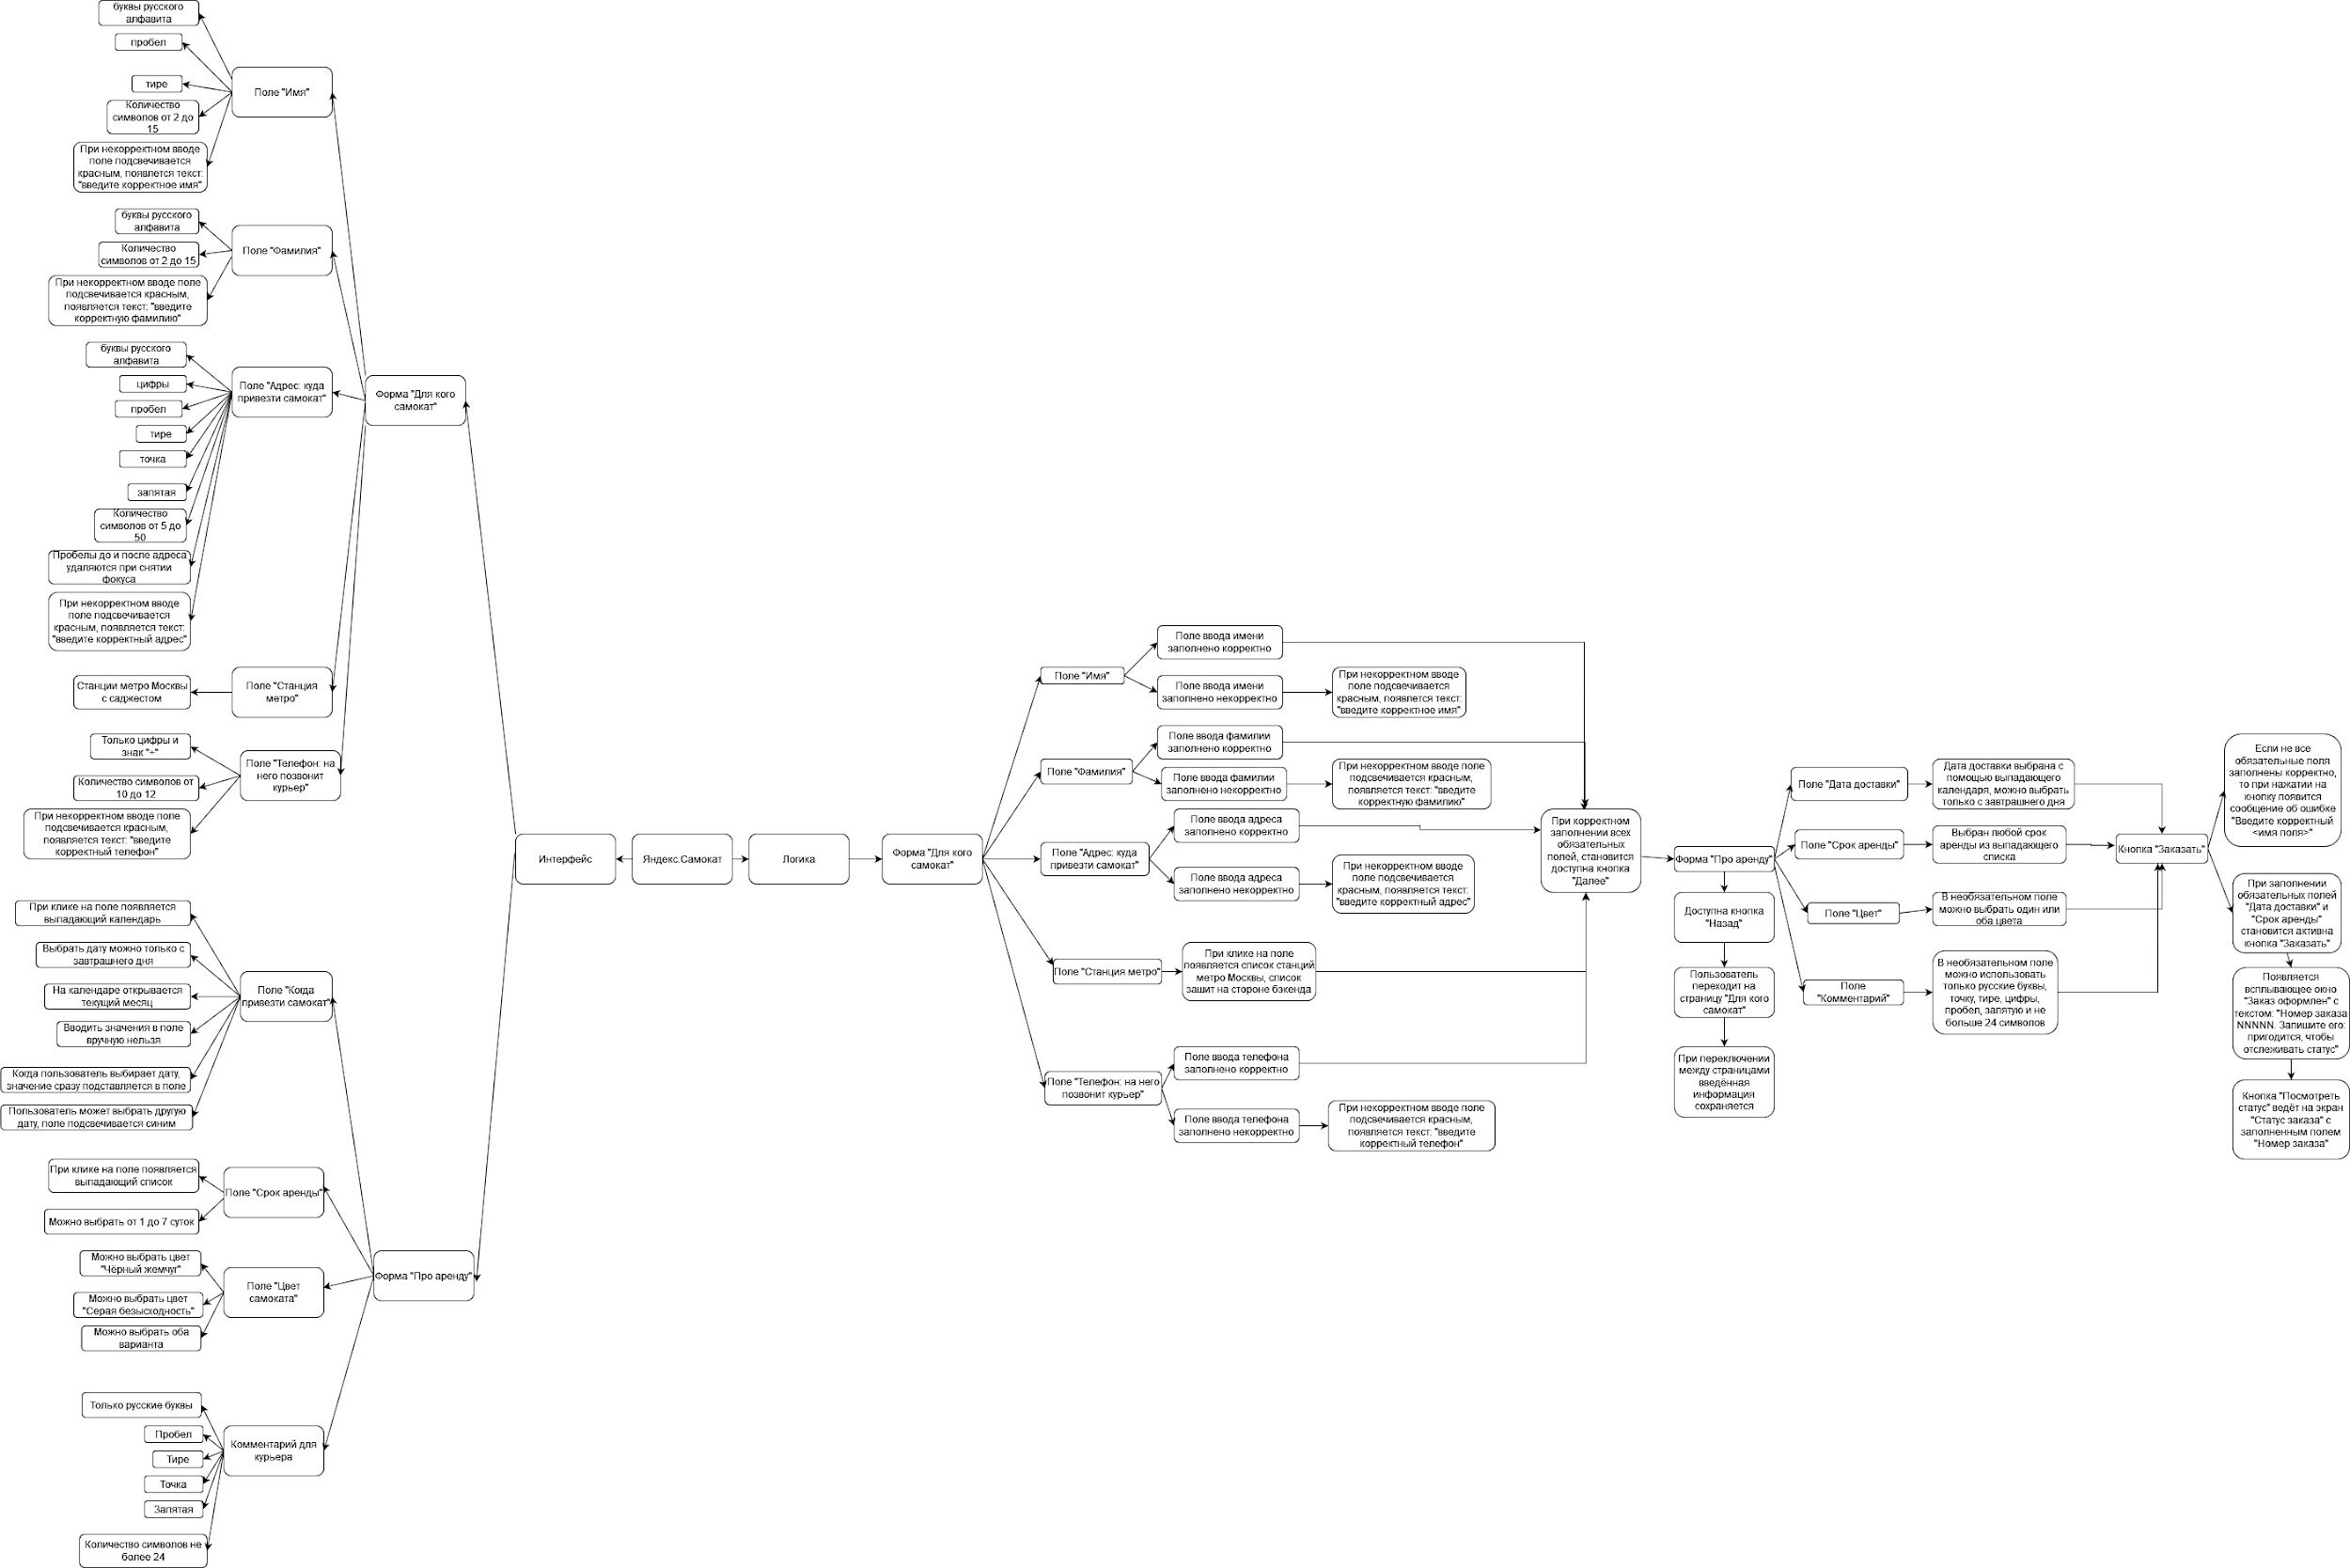 буквы русского
алфавита
пробел
тире
Количество
символов от 2 до
15
При некорректном вводе
поле подсвечивается
красным, появлется текст:
"введите корректное имя"
Поле "Имя"
буквы русского
алфавита
Количество
символов от 2 до 15
При некорректном вводе поле
подсвечивается красным,
появляется текст: "введите
корректную фамилию"
Поле "Фамилия"
буквы русского
алфавита
цифры
пробел
тире
точка
запятая
Количество
символов от 5 до
50
Пробелы до и после адреса
удаляются при снятии
фокуса
При некорректном вводе
поле подсвечивается
красным, появляется текст:
"введите корректный адрес"
Поле "Адрес: куда
привезти самокат"
Форма "Для кого
самокат"
Станции метро Москвы
с саджестом
Поле "Станция
метро"
Только цифры и
знак "+"
Количество символов от
10 до 12
При некорректном вводе поле
подсвечивается красным,
появляется текст: "введите
корректный телефон"
Поле "Телефон: на
него позвонит
курьер"
При клике на поле появляется
выпадающий календарь
Выбрать дату можно только с
завтрашнего дня
На календаре открывается
текущий месяц
Вводить значения в поле
вручную нельзя
Когда пользователь выбирает дату,
значение сразу подставляется в поле
Пользователь может выбрать другую
дату, поле подсвечивается синим
Поле "Когда
привезти самокат"
При клике на поле появляется
выпадающий список
Можно выбрать от 1 до 7 суток
Поле "Срок аренды"
Можно выбрать цвет
"Чёрный жемчуг"
Можно выбрать цвет
"Серая безысходность"
Можно выбрать оба
варианта
Поле "Цвет
самоката"
Форма "Про аренду"
Только русские буквы
Пробел
Тире
Точка
Запятая
Количество символов не
более 24
Комментарий для
курьера
Интерфейс
Яндекс.Самокат
Логика
Форма "Для кого
самокат"
Поле "Имя"
Поле ввода имени
заполнено корректно
Поле ввода имени
заполнено некорректно
При некорректном вводе
поле подсвечивается
красным, появлется текст:
"введите корректное имя"
Поле "Фамилия"
Поле ввода фамилии
заполнено корректно
Поле ввода фамилии
заполнено некорректно
При некорректном вводе поле
подсвечивается красным,
появляется текст: "введите
корректную фамилию"
Поле "Адрес: куда
привезти самокат"
Поле ввода адреса
заполнено корректно
Поле ввода адреса
заполнено некорректно
При некорректном вводе
поле подсвечивается
красным, появляется текст:
"введите корректный адрес"
Поле "Станция метро"
При клике на поле
появляется список станций
метро Москвы, список
зашит на стороне бэкенда
Поле "Телефон: на него
позвонит курьер"
Поле ввода телефона
заполнено корректно
Поле ввода телефона
заполнено некорректно
При некорректном вводе поле
подсвечивается красным,
появляется текст: "введите
корректный телефон"
При корректном
заполнении всех
обязательных
полей, становится
доступна кнопка
"Далее"
Форма "Про аренду"
Доступна кнопка
"Назад"
Пользователь
переходит на
страницу "Для кого
самокат"
При переключении
между страницами
введённая
информация
сохраняется
Поле "Дата доставки"
Дата доставки выбрана с
помощью выпадающего
календаря, можно выбрать
только с завтрашнего дня
Поле "Срок аренды"
Выбран любой срок
аренды из выпадающего
списка
Поле "Цвет"
В необязательном поле
можно выбрать один или
оба цвета
Поле
"Комментарий"
В необязательном поле
можно использовать
только русские буквы,
точку, тире, цифры,
пробел, запятую и не
больше 24 символов
Кнопка "Заказать"
Если не все
обязательные поля
заполнены корректно,
то при нажатии на
кнопку появится
сообщение об ошибке
"Введите корректный
<имя поля>"
При заполнении
обязательных полей
"Дата доставки" и
"Срок аренды"
становится активна
кнопка "Заказать"
Появляется
всплывающее окно
"Заказ оформлен" с
текстом: "Номер заказа
NNNNN. Запишите его:
пригодится, чтобы
отслеживать статус"
Кнопка "Посмотреть
статус" ведёт на экран
"Статус заказа" с
заполненным полем
"Номер заказа"